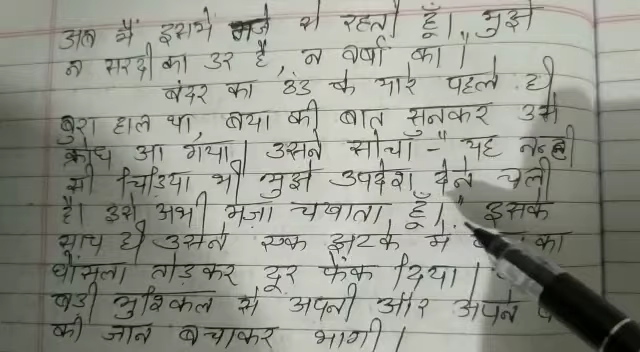 अब मैं इसमें मजे से रहती हूँ। मुझे
न सरदी का डर है, न वर्षा का।"
बंदर का ठंड के मारे पहले ही
बुरा हाल था, बया की बात सुनकर उसे
क्रोध आ गया। उसने सोचा - "यह नन्ही
सी चिड़िया भी मुझे उपदेश देने चली
है। इसे अभी मज़ा चखाता हूँ।" इसके
साथ ही उसने एक झटके में का
घोंसला तोड़कर दूर फेंक दिया।
बड़ी मुश्किल से अपनी और अपने
की जान बचाकर भागी।